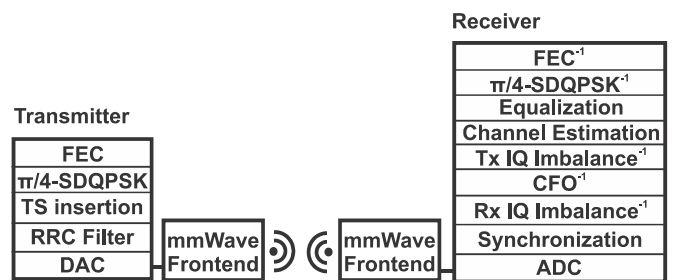 Receiver
FEC⁻¹
π/4-SDQPSK⁻¹
Equalization
Channel Estimation
Tx IQ Imbalance⁻¹
CFO⁻¹
Rx IQ Imbalance⁻¹
Synchronization
ADC
Transmitter
FEC
π/4-SDQPSK
TS insertion
RRC Filter
DAC
mmWave
Frontend
mmWave
Frontend